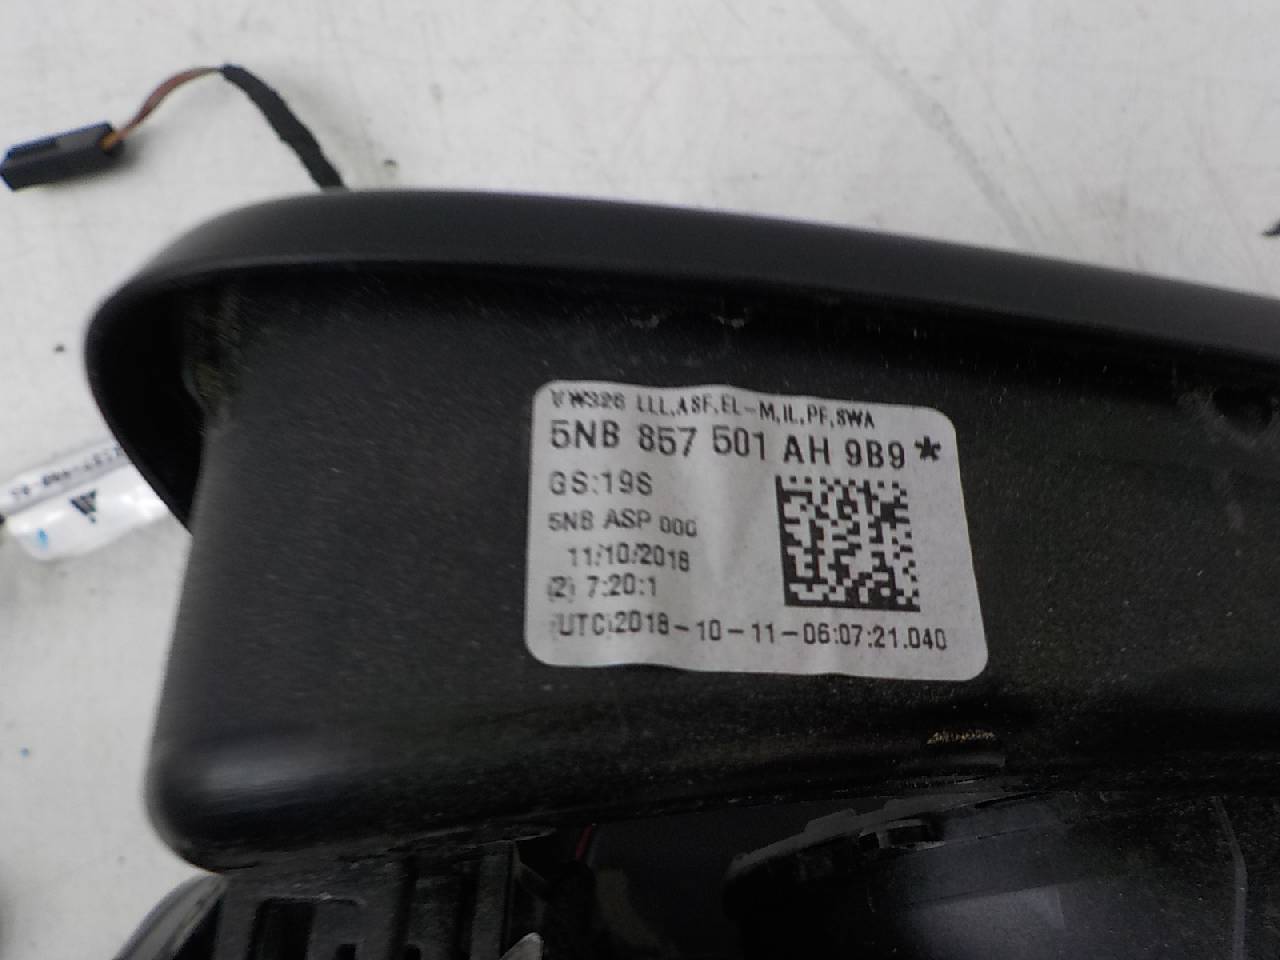 VW326 LLL,ASF,EL-M,IL,PF,SWA
5NB 857 501 AH 9B9*
GS:19S
5NB ASP 000
11/10/2018
(2) 7:20:1
(UTC)2018-10-11-06:07:21.040